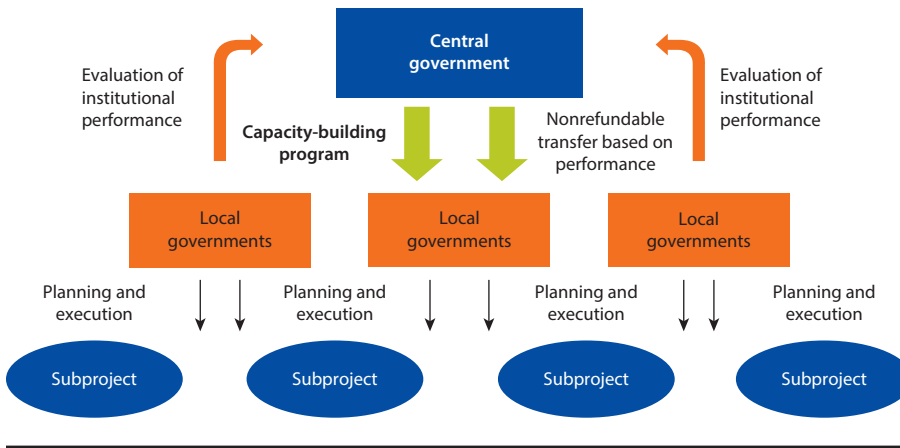 Central
government
Evaluation of
institutional
performance
Evaluation of
institutional
performance
Capacity-building
program
Nonrefundable
transfer based on
performance
Local
governments
Local
governments
Local
governments
Planning and
execution
Planning and
execution
Planning and
execution
Planning and
execution
Subproject
Subproject
Subproject
Subproject